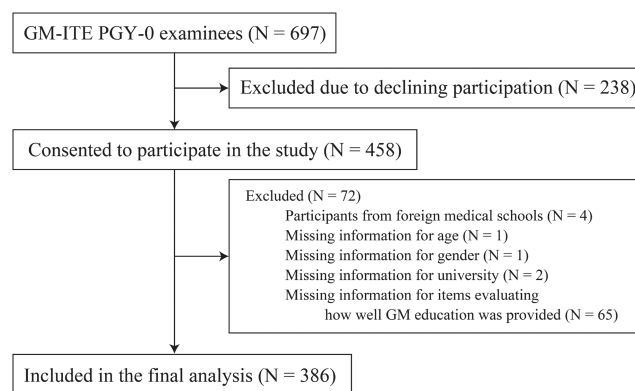 GM-ITE PGY-0 examinees (N = 697)
Excluded due to declining participation (N = 238)
Consented to participate in the study (N = 458)
Excluded (N = 72)
Participants from foreign medical schools (N = 4)
Missing information for age (N = 1)
Missing information for gender (N = 1)
Missing information for university (N = 2)
Missing information for items evaluating
how well GM education was provided (N = 65)
Included in the final analysis (N = 386)